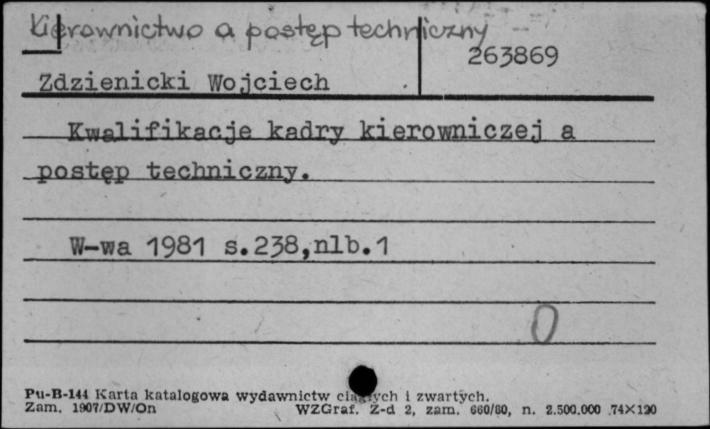 Kierownictwo a postęp techniczny
263869
Zdzienicki Wojciech
Kwalifikacje kadry kierowniczej a
postęp techniczny.
W-wa 1981 s.238,nlb.1
0
Pu-B-144 Karta katalogowa wydawnictw ciągłych i zwartych.
Zam. 1907/DW/On WZGraf. Z-d 2, zam. 660/80, n. 2.500.000 74×120